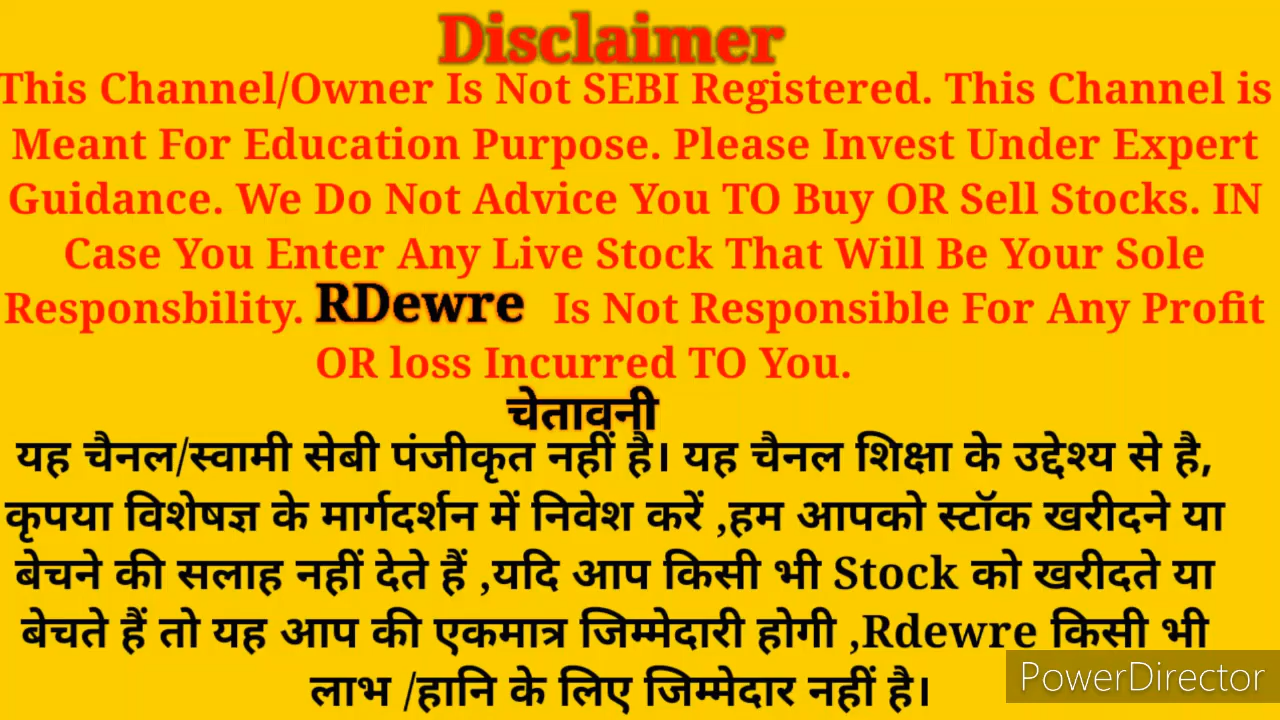 Disclaimer
This Channel/Owner Is Not SEBI Registered. This Channel is
Meant For Education Purpose. Please Invest Under Expert
Guidance. We Do Not Advice You TO Buy OR Sell Stocks. IN
Case You Enter Any Live Stock That Will Be Your Sole
Responsbility. RDewre Is Not Responsible For Any Profit
OR loss Incurred TO You.
चेतावनी
यह चैनल/स्वामी सेबी पंजीकृत नहीं है। यह चैनल शिक्षा के उद्देश्य से है,
कृपया विशेषज्ञ के मार्गदर्शन में निवेश करें ,हम आपको स्टॉक खरीदने या
बेचने की सलाह नहीं देते हैं ,यदि आप किसी भी Stock को खरीदते या
बेचते हैं तो यह आप की एकमात्र जिम्मेदारी होगी ,Rdewre किसी भी
लाभ /हानि के लिए जिम्मेदार नहीं है।
PowerDirector